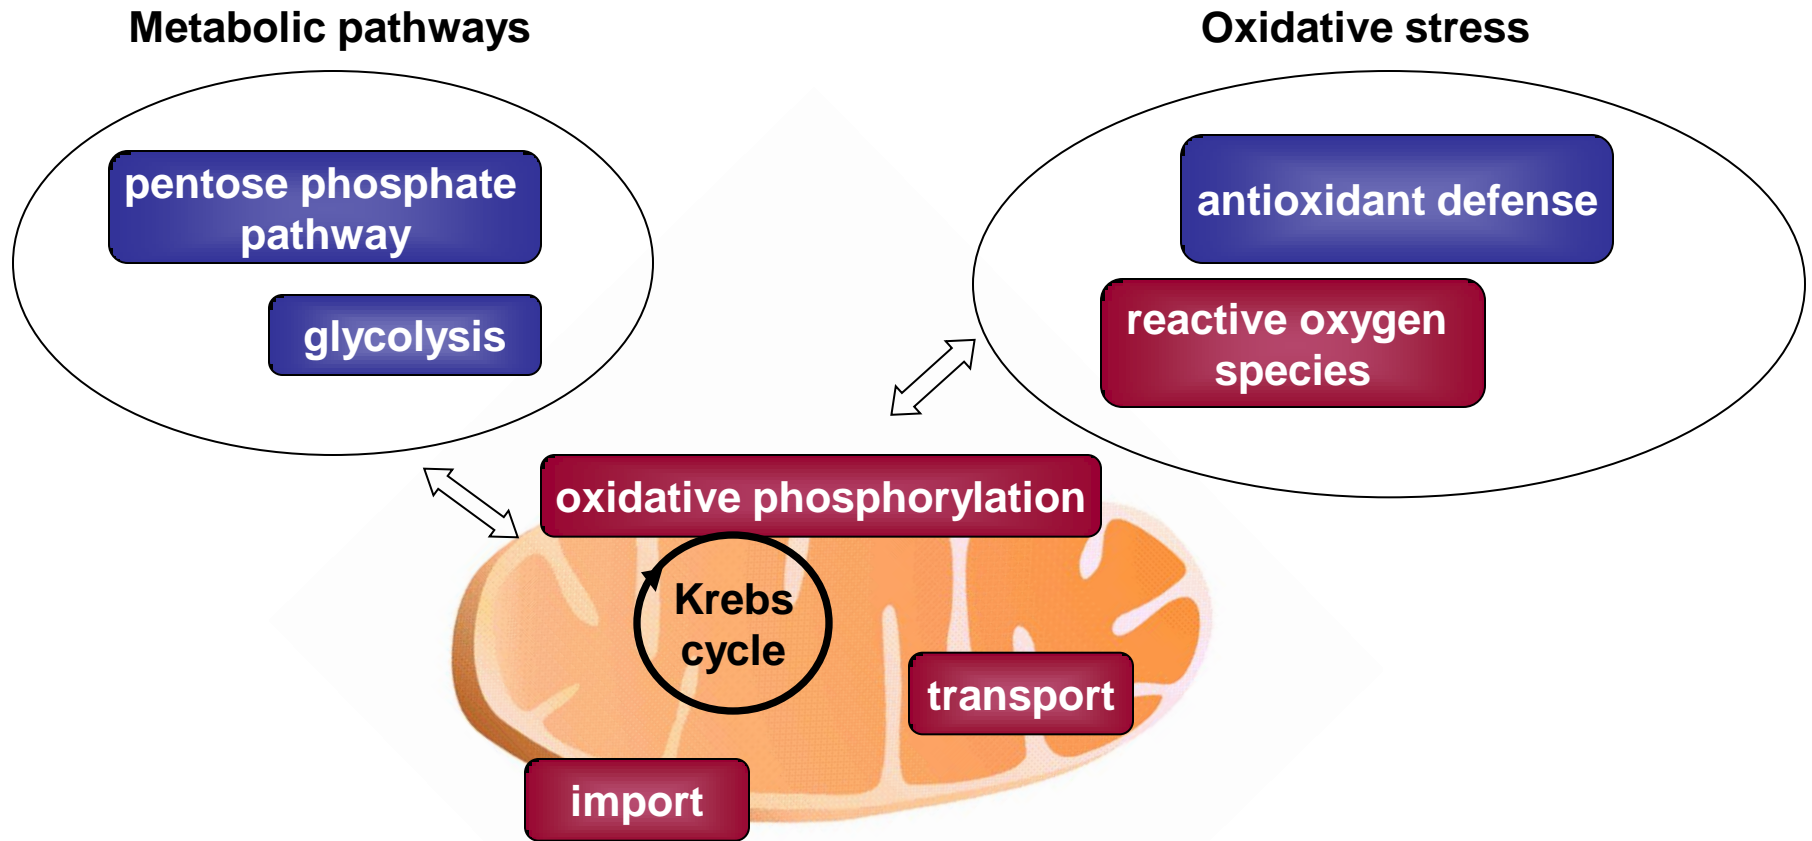 Metabolic pathways
Oxidative stress
pentose phosphate
pathway
glycolysis
antioxidant defense
reactive oxygen
species
oxidative phosphorylation
Krebs
cycle
transport
import